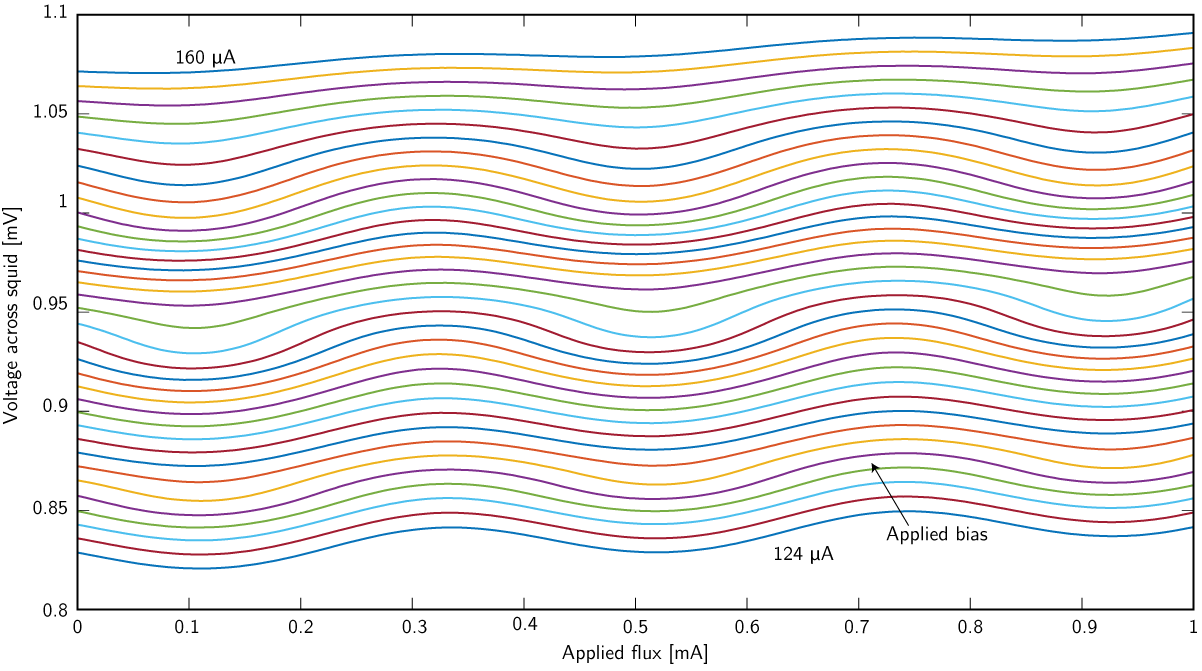 1.1
1.05
1
0.95
0.9
0.85
0.8
Voltage across squid [mV]
160 μA
Applied bias
124 μA
0 0.1 0.2 0.3 0.4 0.5 0.6 0.7 0.8 0.9 1
Applied flux [mA]